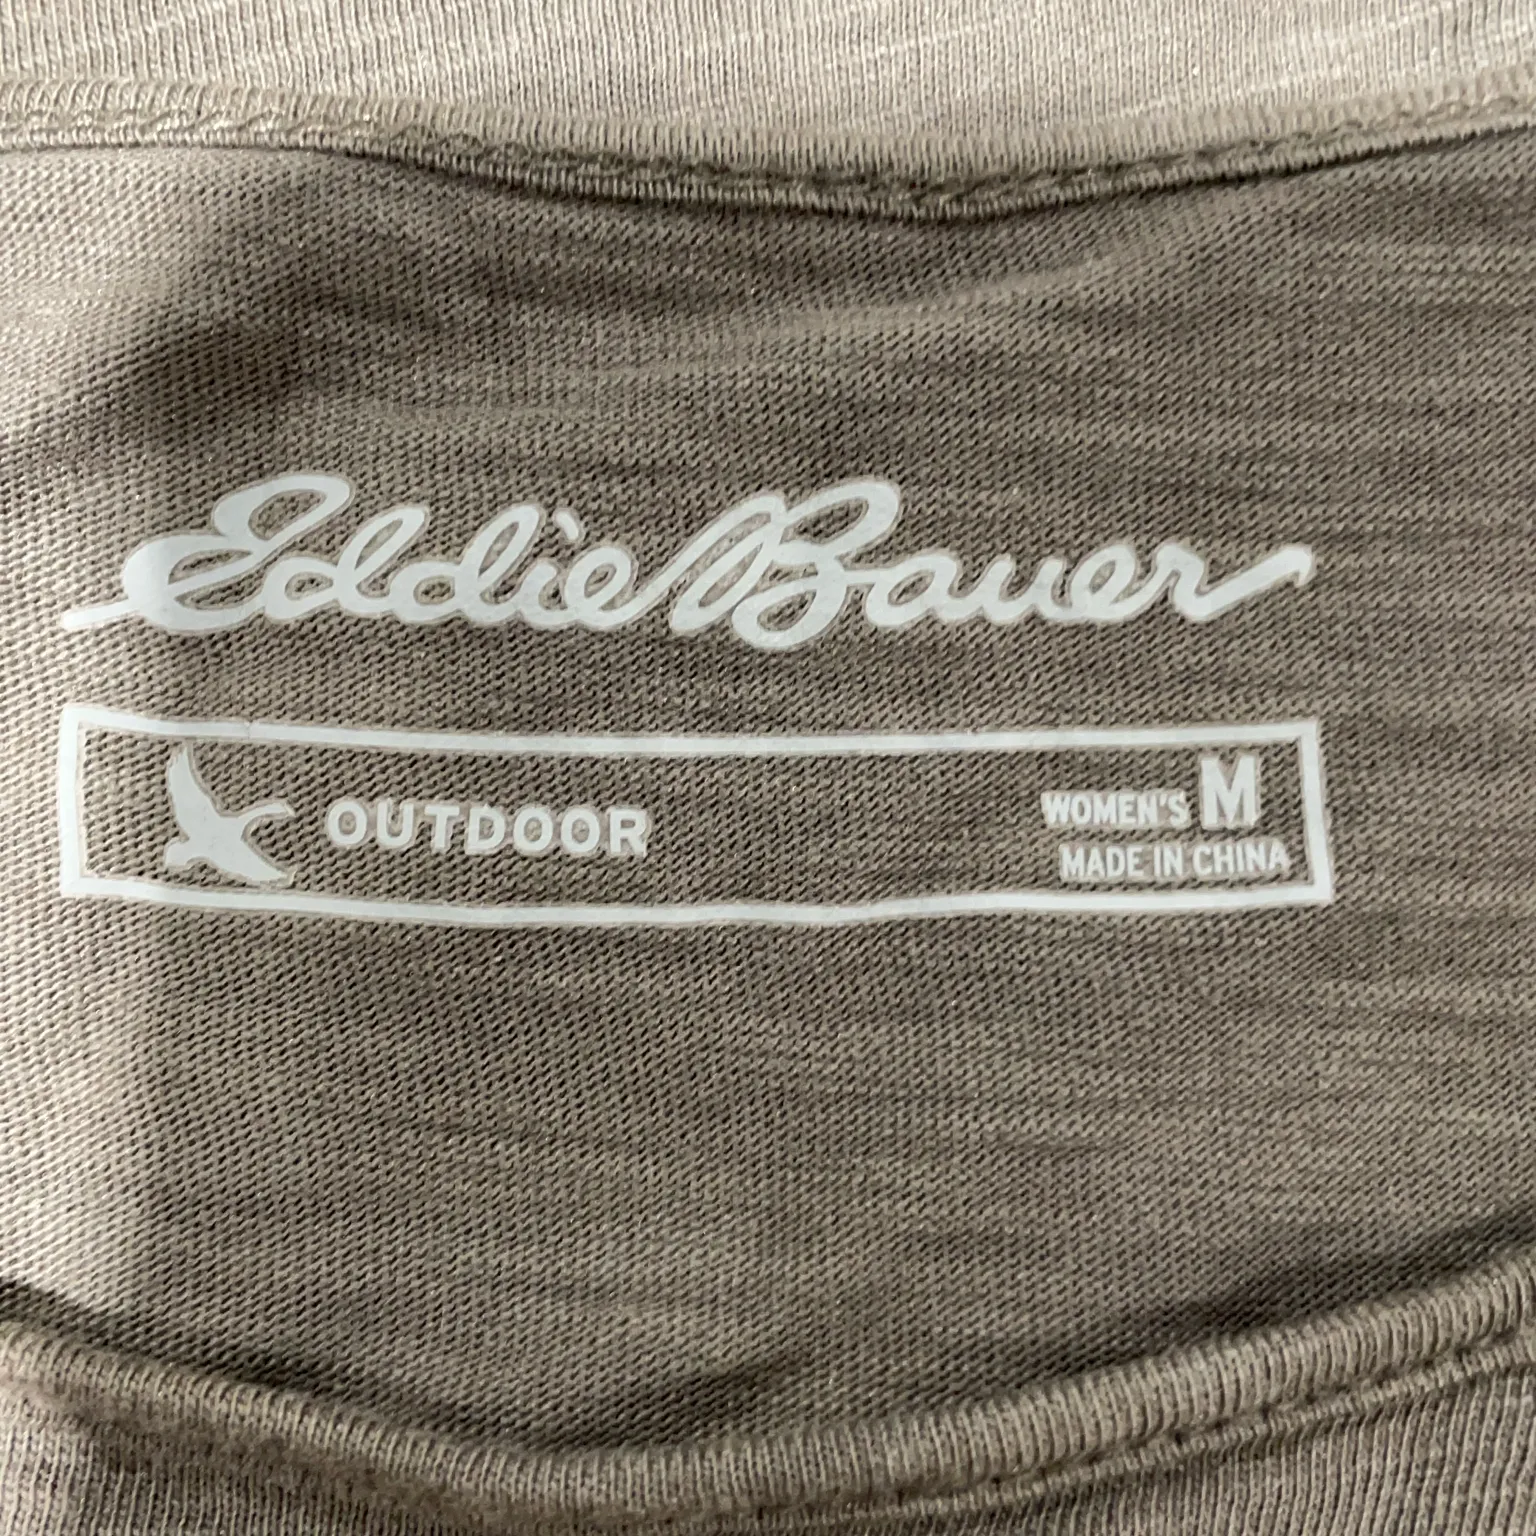 Eddie Bauer
OUTDOOR
WOMEN'S M
MADE IN CHINA